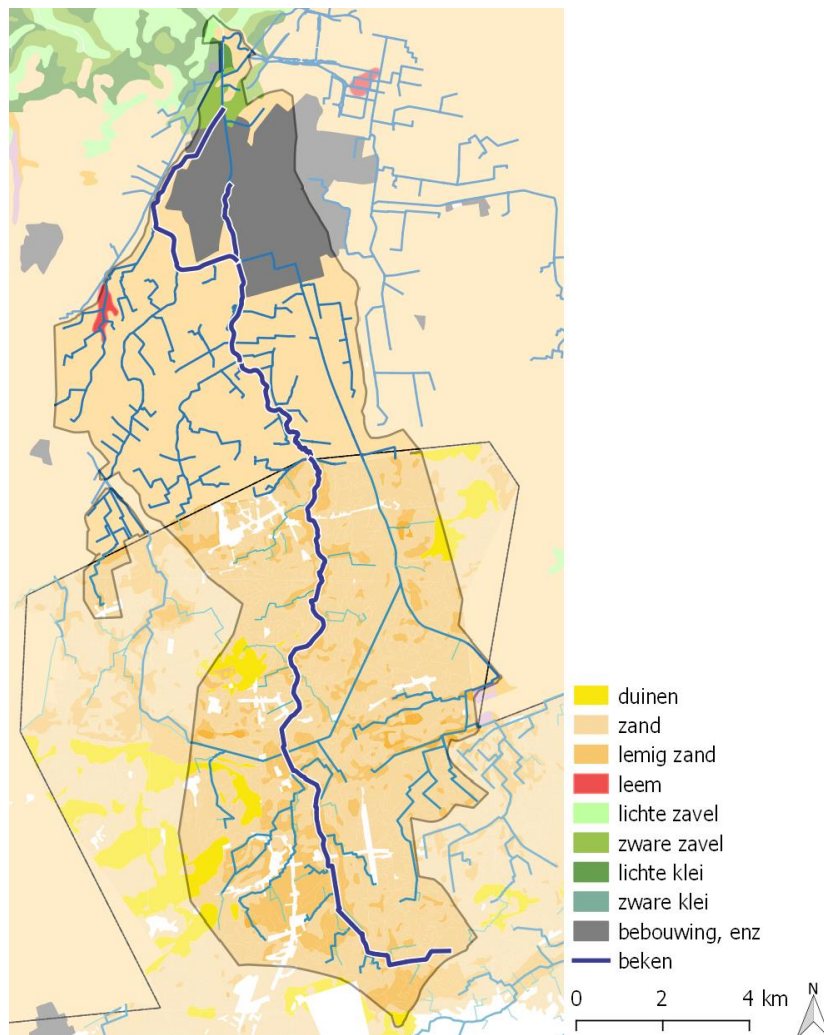 duinen
zand
lemig zand
leem
lichte zavel
zware zavel
lichte klei
zware klei
bebouwing, enz
beken
0 2 4 km
N